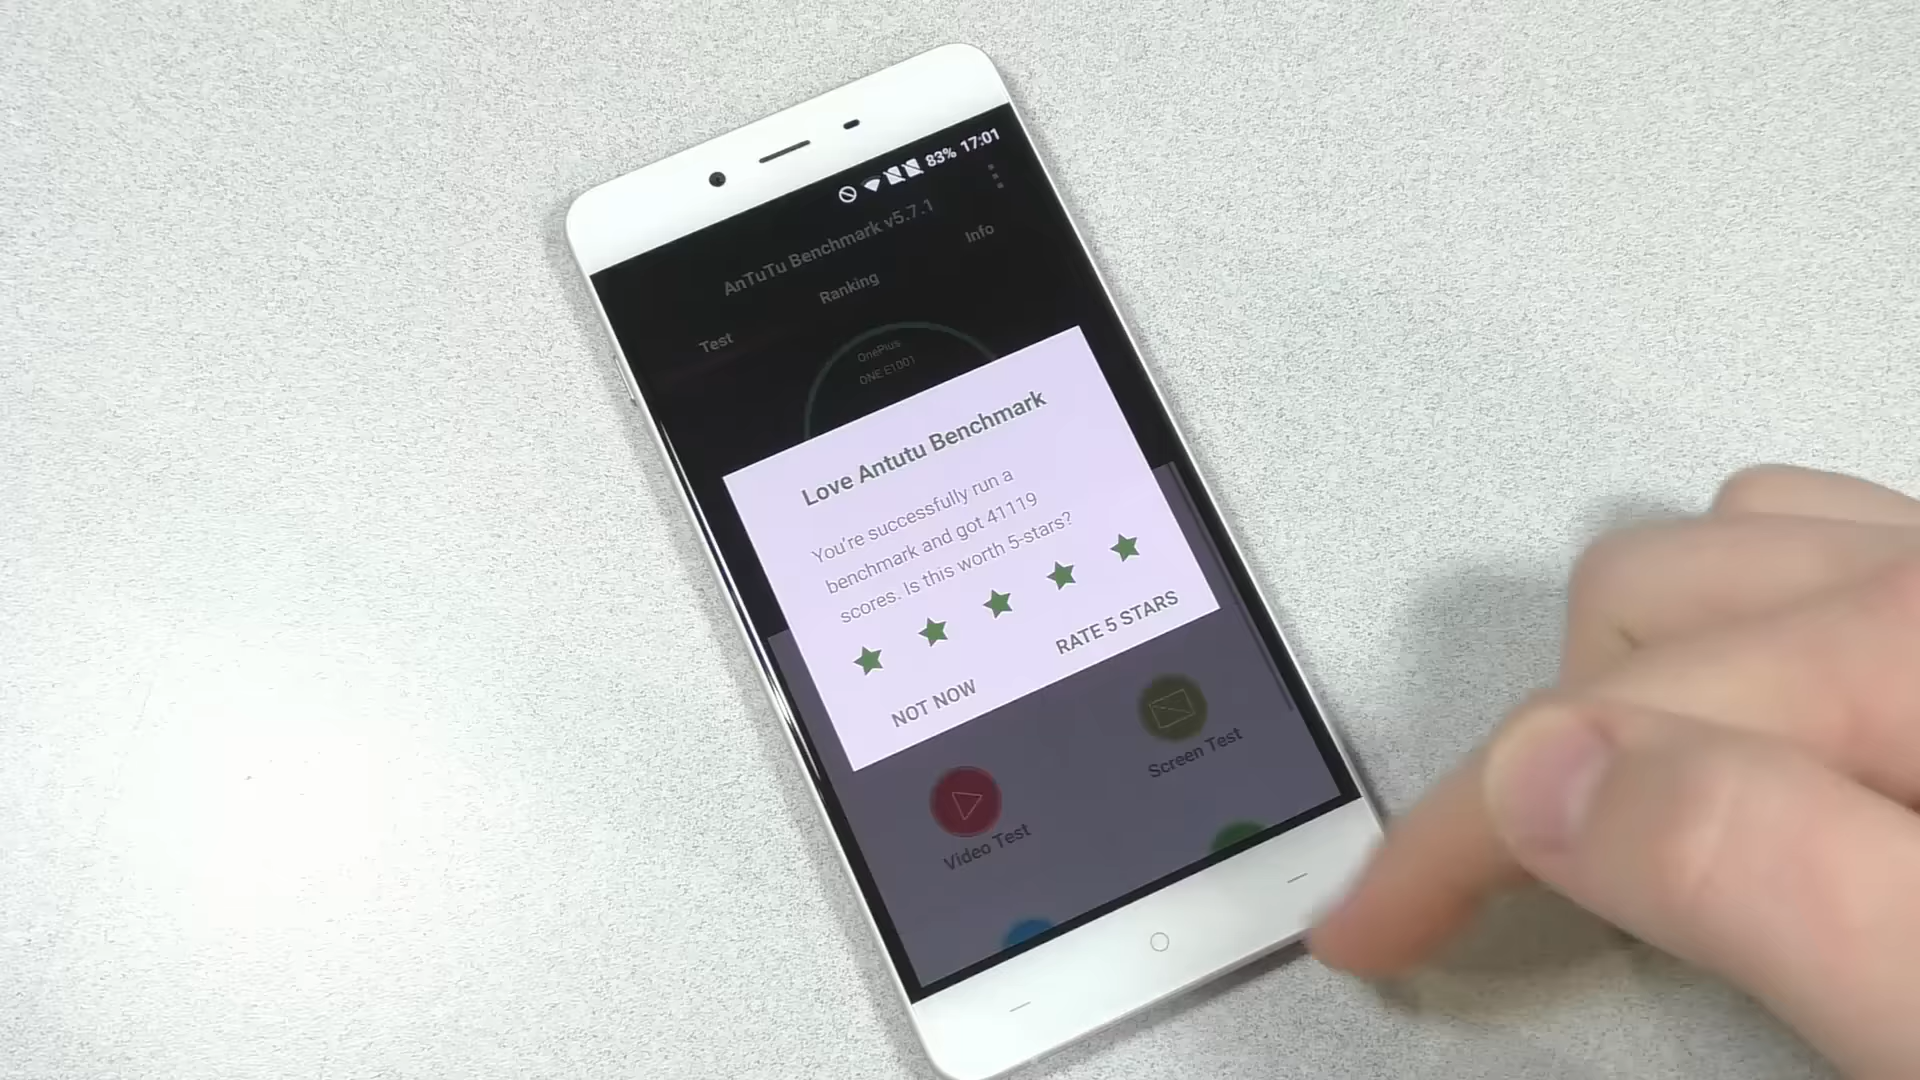 83% 17:01
AnTuTu Benchmark v5.7.1
Test
Ranking
Info
OnePlus
ONE E1001
Love Antutu Benchmark
You're successfully run a
benchmark and got 41119
scores. Is this worth 5-stars?
NOT NOW
RATE 5 STARS
Video Test
Screen Test